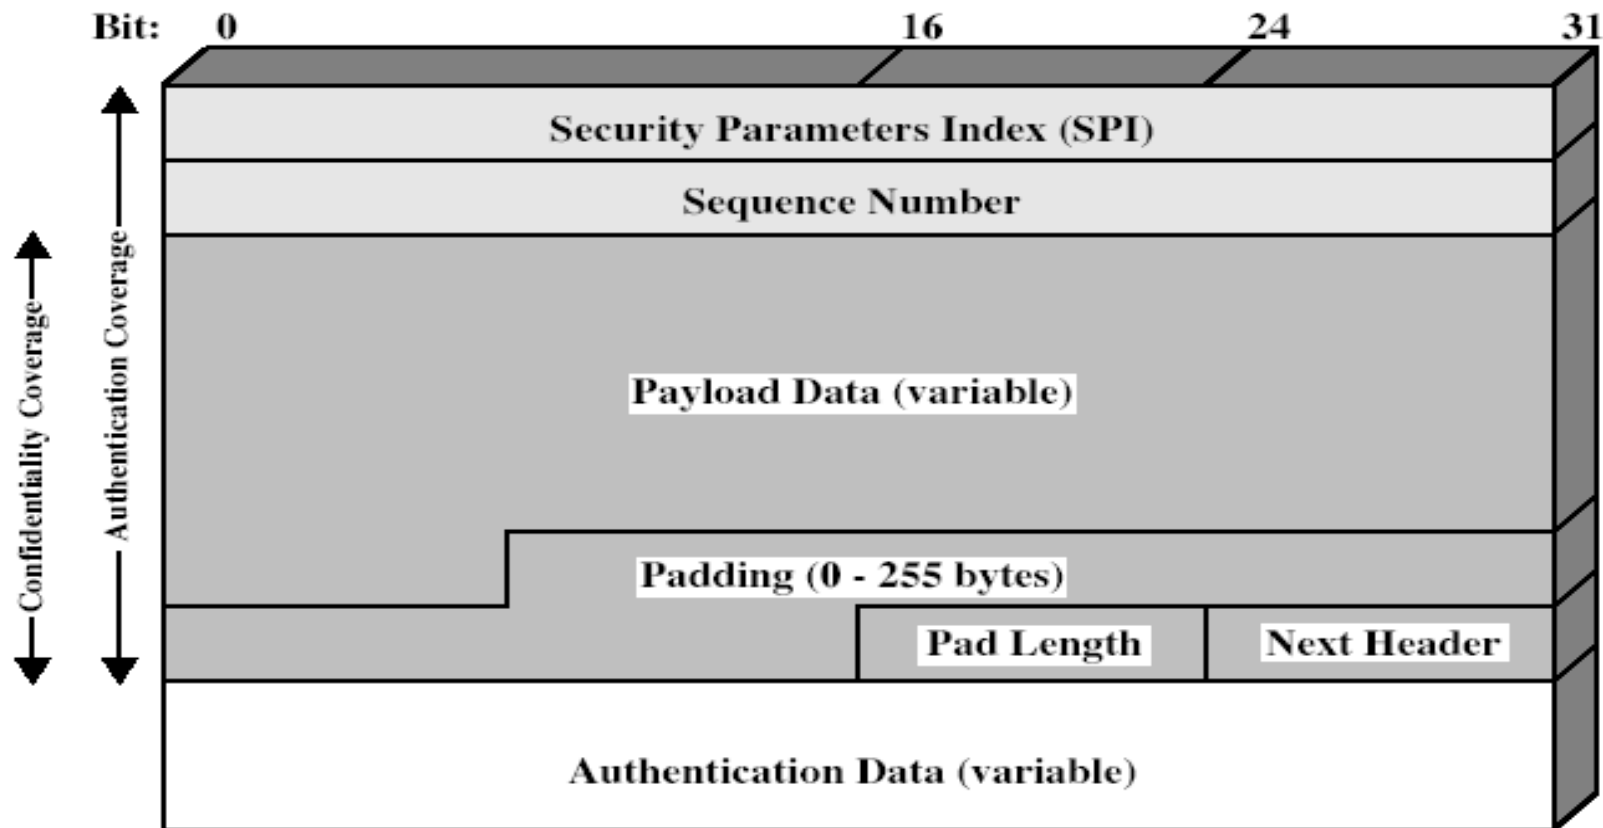 Bit: 0 16 24 31
Security Parameters Index (SPI)
Sequence Number
Confidentiality Coverage
Authentication Coverage
Payload Data (variable)
Padding (0 - 255 bytes)
Pad Length
Next Header
Authentication Data (variable)